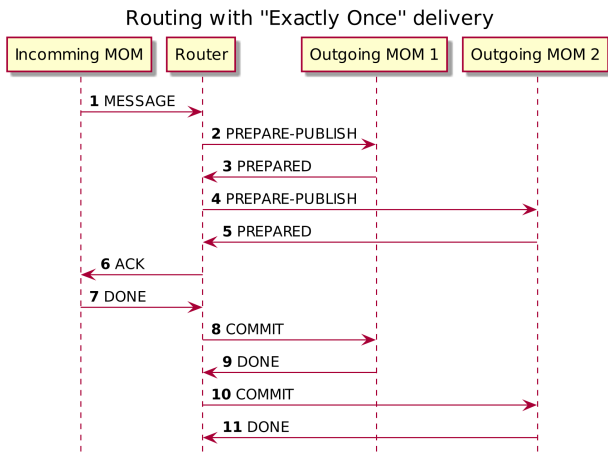 Routing with "Exactly Once" delivery
Incomming MOM
Router
Outgoing MOM 1
Outgoing MOM 2
1 MESSAGE
2 PREPARE-PUBLISH
3 PREPARED
4 PREPARE-PUBLISH
5 PREPARED
6 ACK
7 DONE
8 COMMIT
9 DONE
10 COMMIT
11 DONE